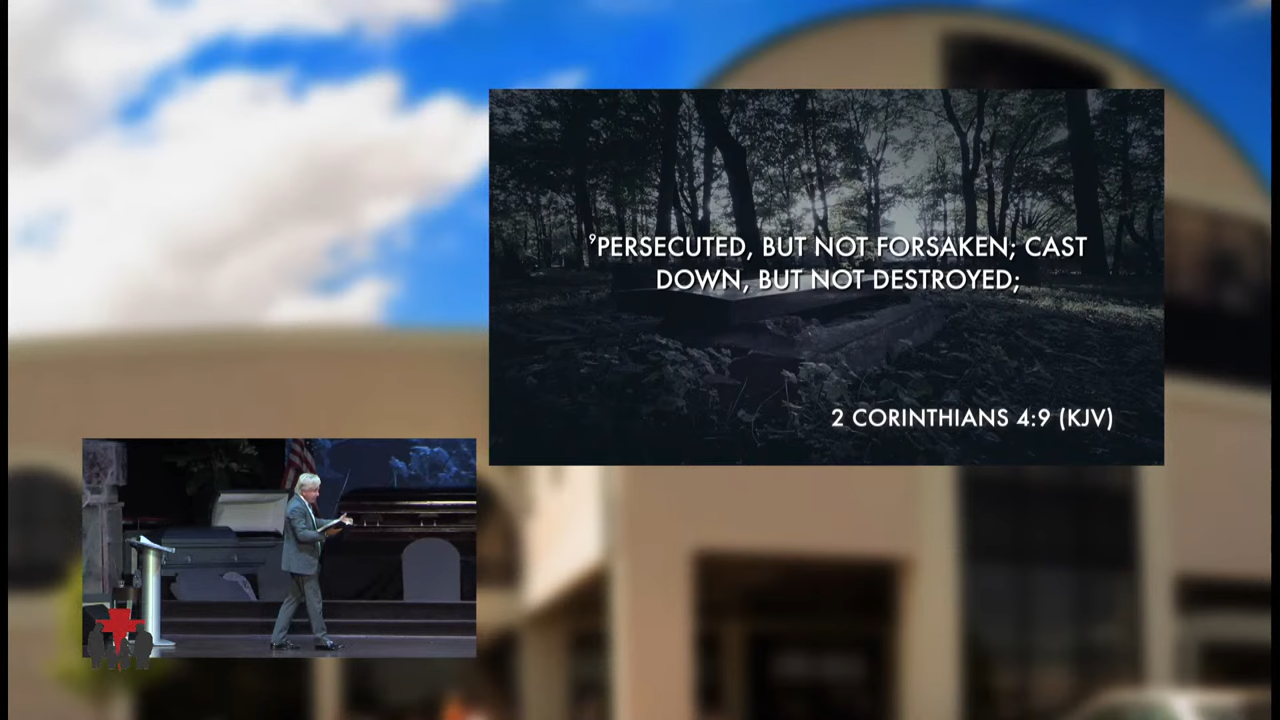 ⁹PERSECUTED, BUT NOT FORSAKEN; CAST
DOWN, BUT NOT DESTROYED;
2 CORINTHIANS 4:9 (KJV)